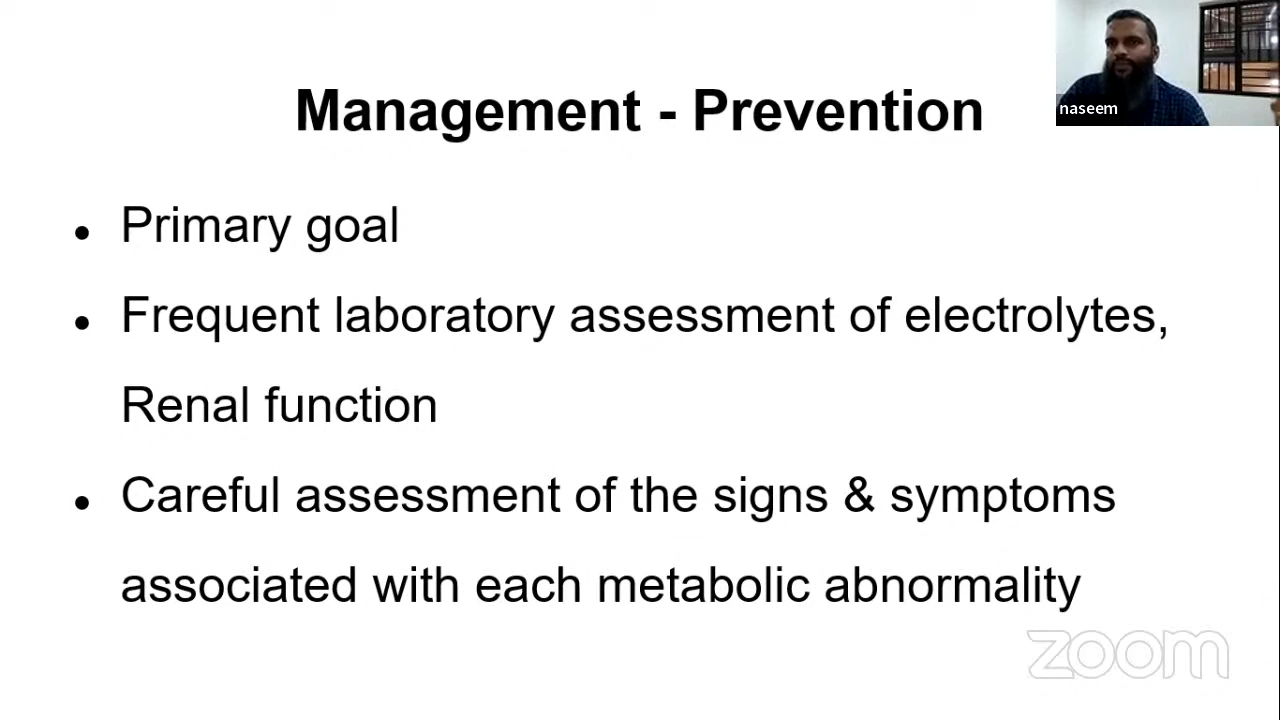 Management - Prevention
naseem
• Primary goal
• Frequent laboratory assessment of electrolytes,
Renal function
• Careful assessment of the signs & symptoms
associated with each metabolic abnormality
zoom